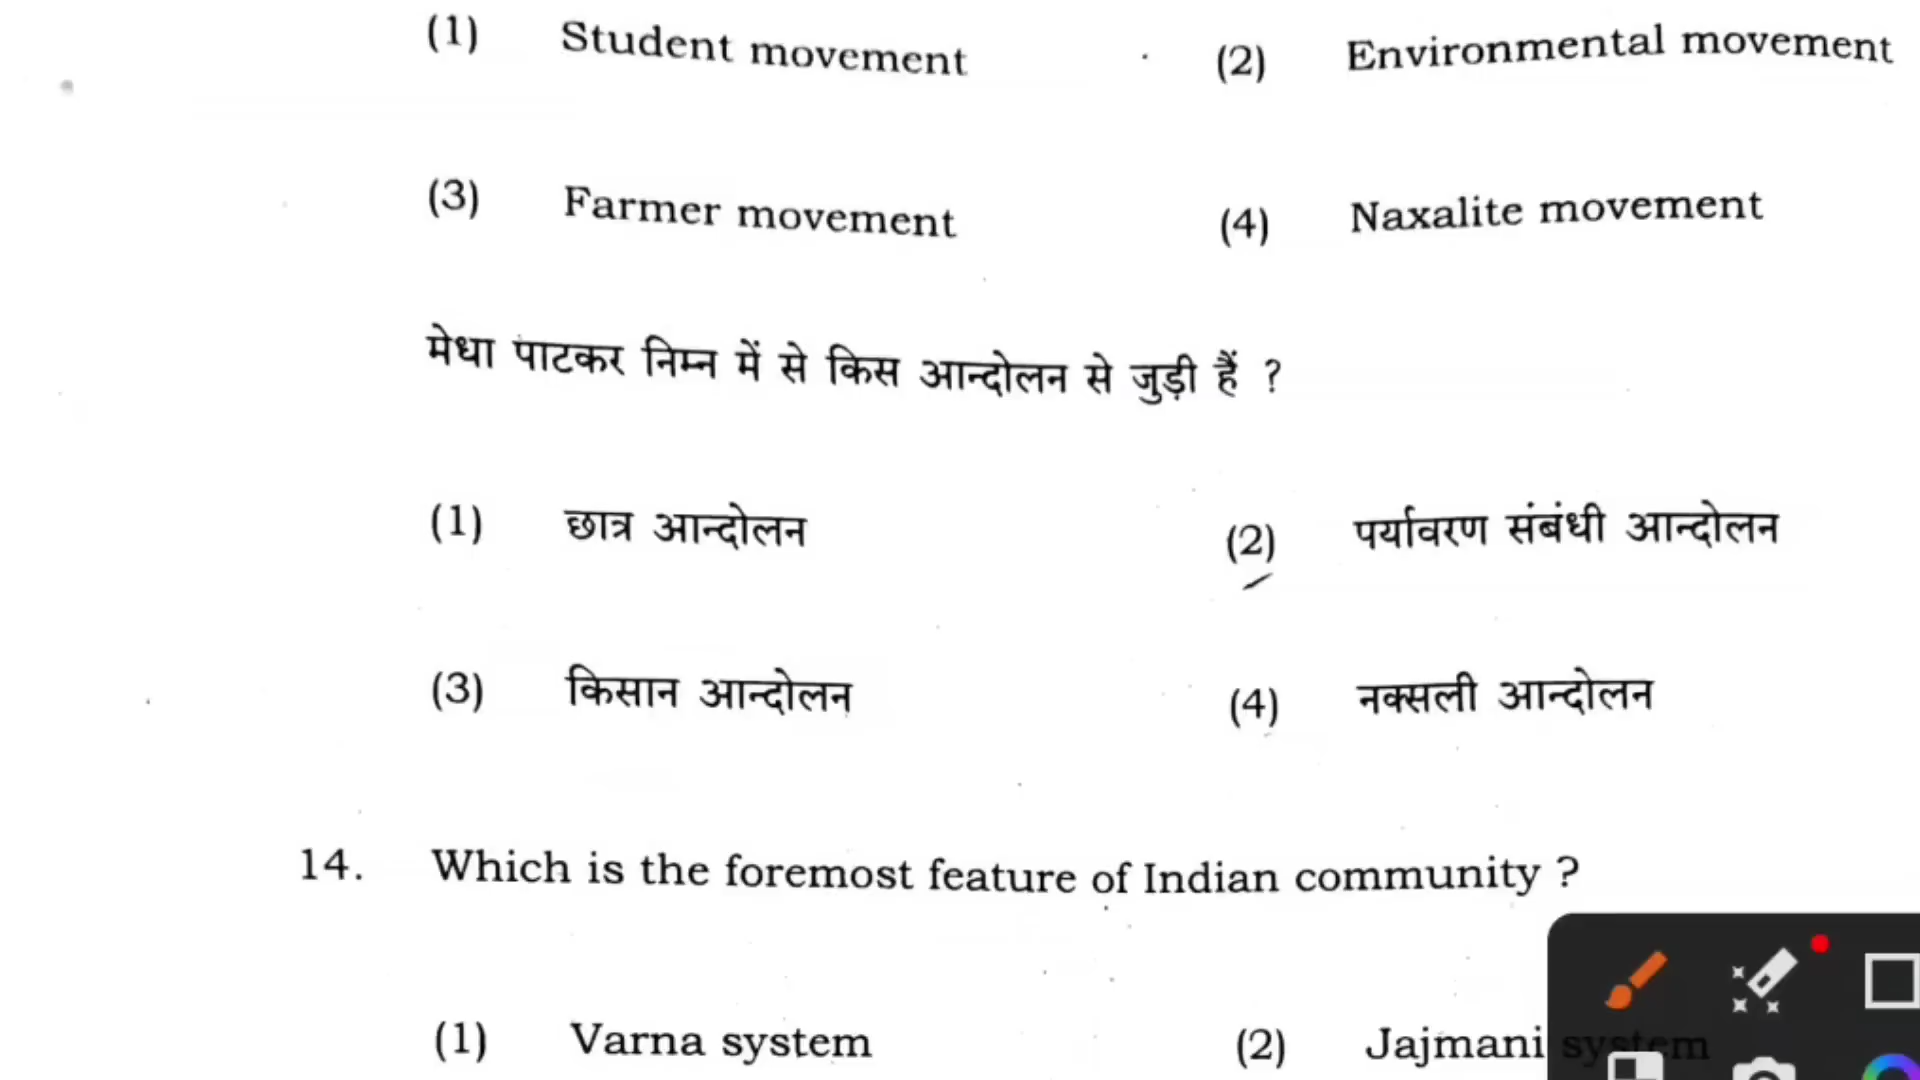 (1) Student movement (2) Environmental movement
(3) Farmer movement (4) Naxalite movement
मेधा पाटकर निम्न में से किस आन्दोलन से जुड़ी हैं ?
(1) छात्र आन्दोलन (2) पर्यावरण संबंधी आन्दोलन
(3) किसान आन्दोलन (4) नक्सली आन्दोलन
14. Which is the foremost feature of Indian community ?
(1) Varna system (2) Jajmani system